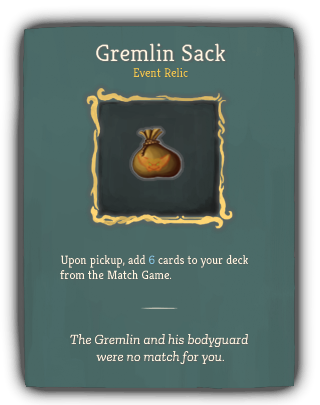 Gremlin Sack
Event Relic
Upon pickup, add 6 cards to your deck
from the Match Game.
The Gremlin and his bodyguard
were no match for you.